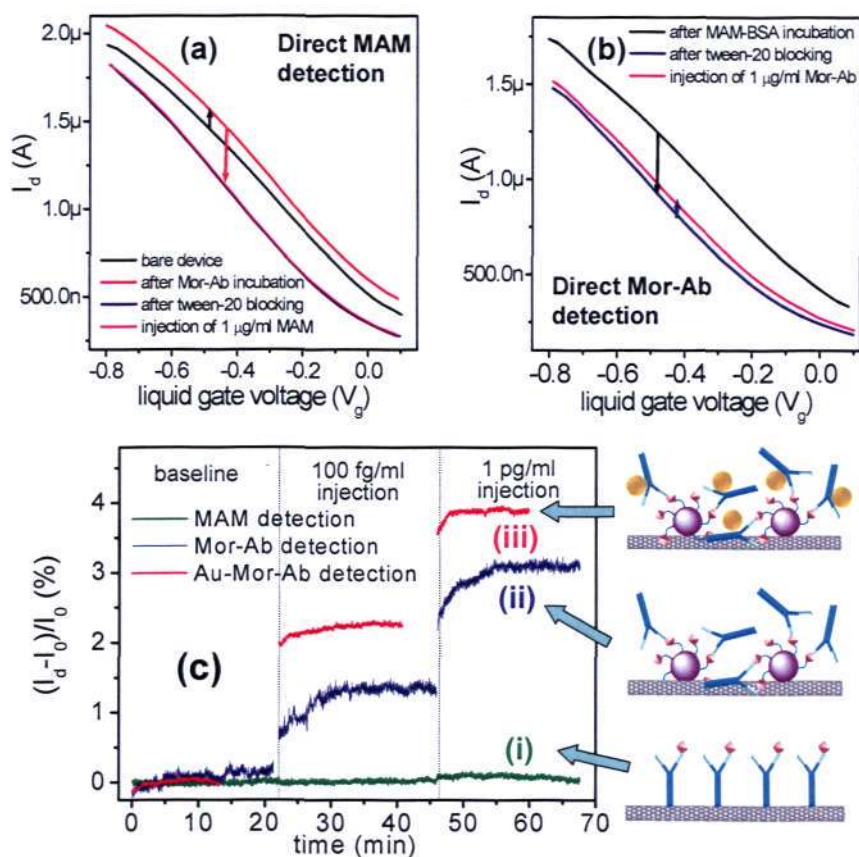 (a)
Direct MAM
detection
2.0μ
1.5μ
1.0μ
500.0n
I_d (A)
bare device
after Mor-Ab incubation
after tween-20 blocking
injection of 1 μg/ml MAM
-0.8 -0.6 -0.4 -0.2 0.0
liquid gate voltage (V_g)
(b)
after MAM-BSA incubation
after tween-20 blocking
injection of 1 μg/ml Mor-Ab
1.5μ
1.0μ
500.0n
I_d (A)
Direct Mor-Ab
detection
-0.8 -0.6 -0.4 -0.2 0.0
liquid gate voltage (V_g)
baseline
100 fg/ml
injection
1 pg/ml
injection
MAM detection
Mor-Ab detection
Au-Mor-Ab detection
(iii)
(ii)
(i)
(c)
4
3
2
1
0
(I_d-I_0)/I_0 (%)
0 10 20 30 40 50 60 70
time (min)